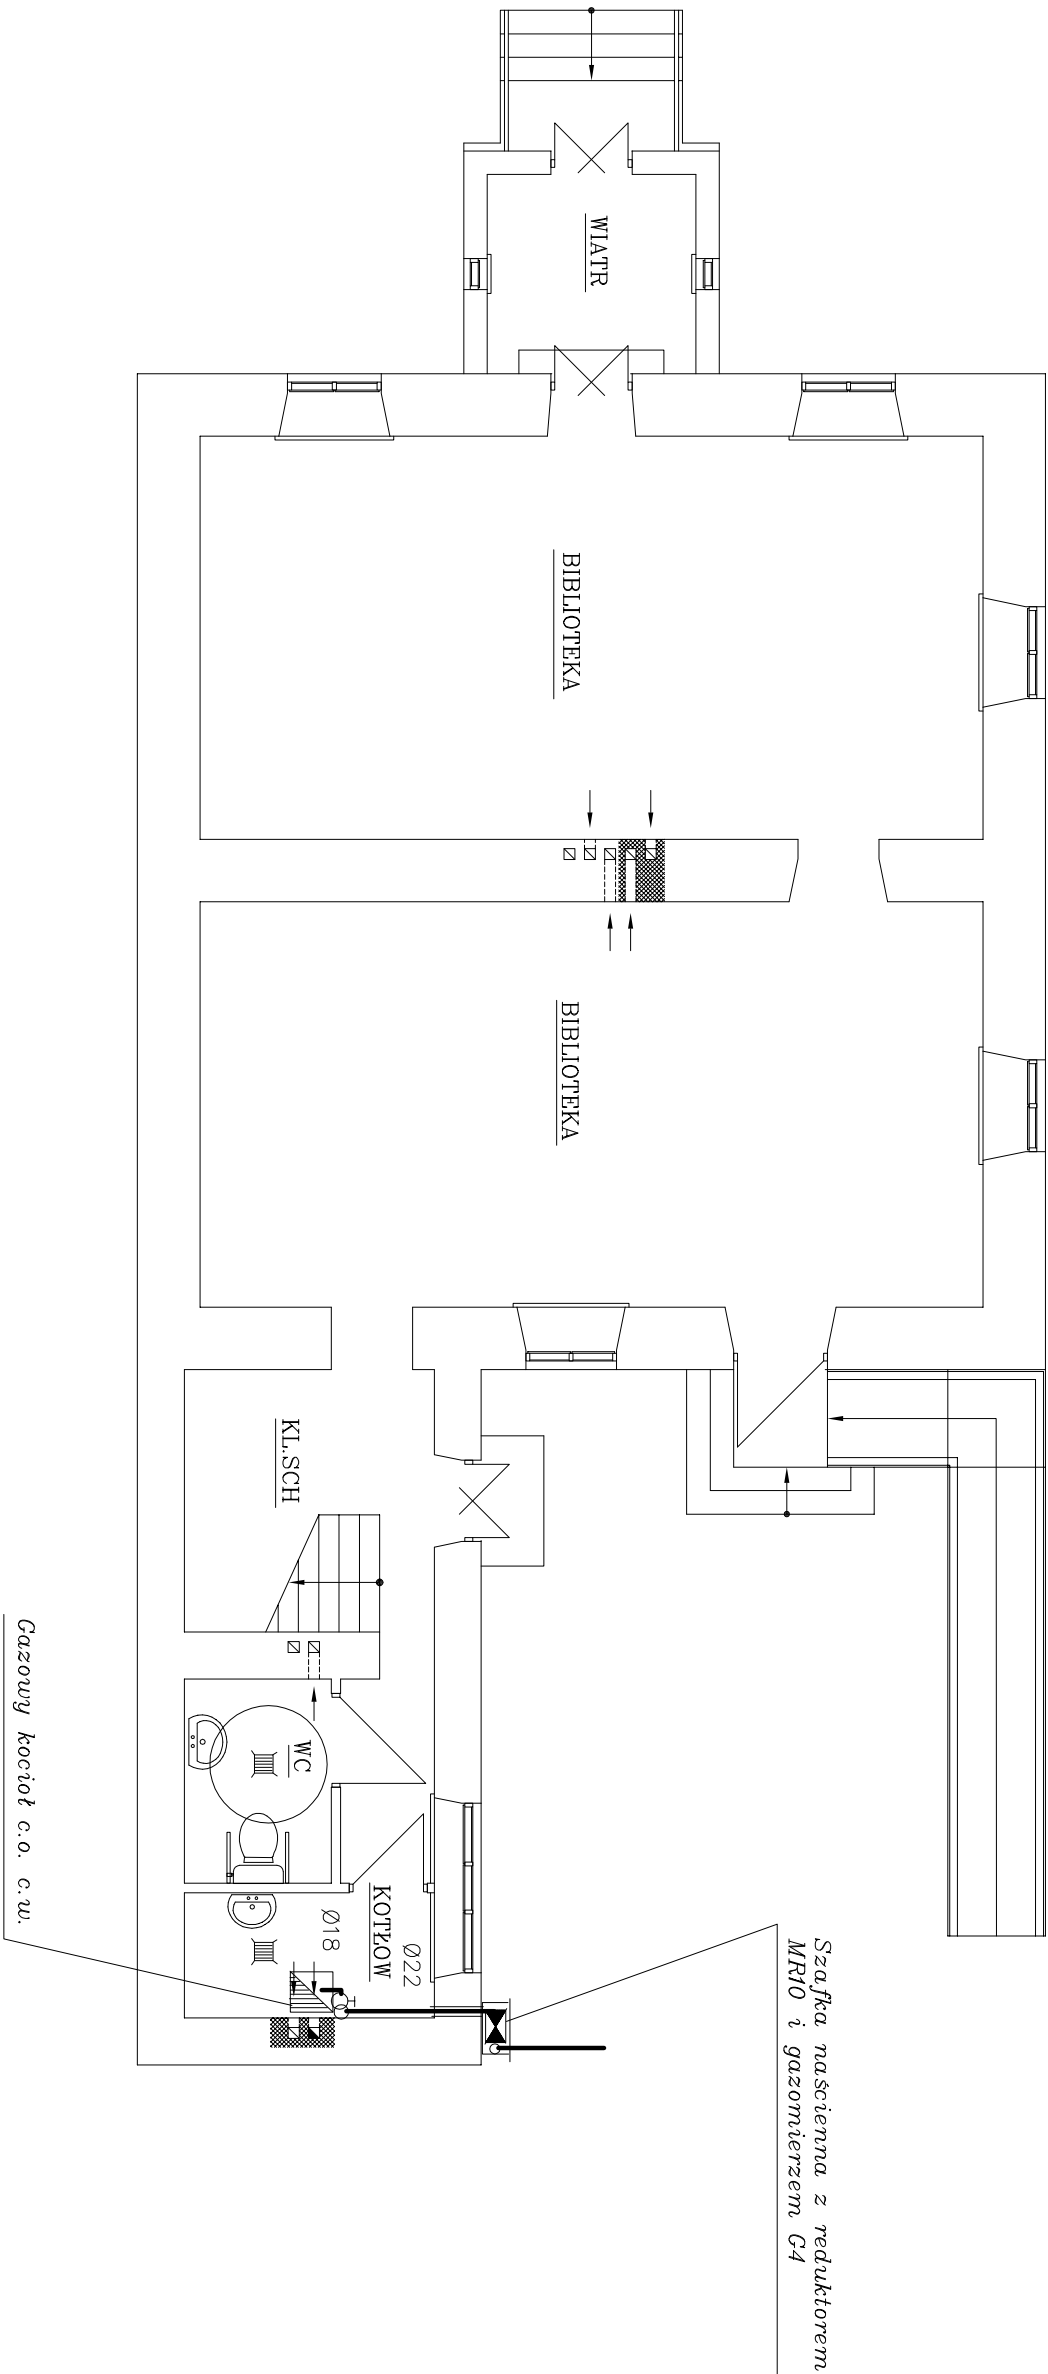 WIATR
BIBLIOTEKA
BIBLIOTEKA
KL.SCH
WC
KOTŁOW
Ø18
Ø22
Gazowy kocioł c.o. c.w.
Szafka naścienna z reduktorem
MR10 i gazomierzem G4